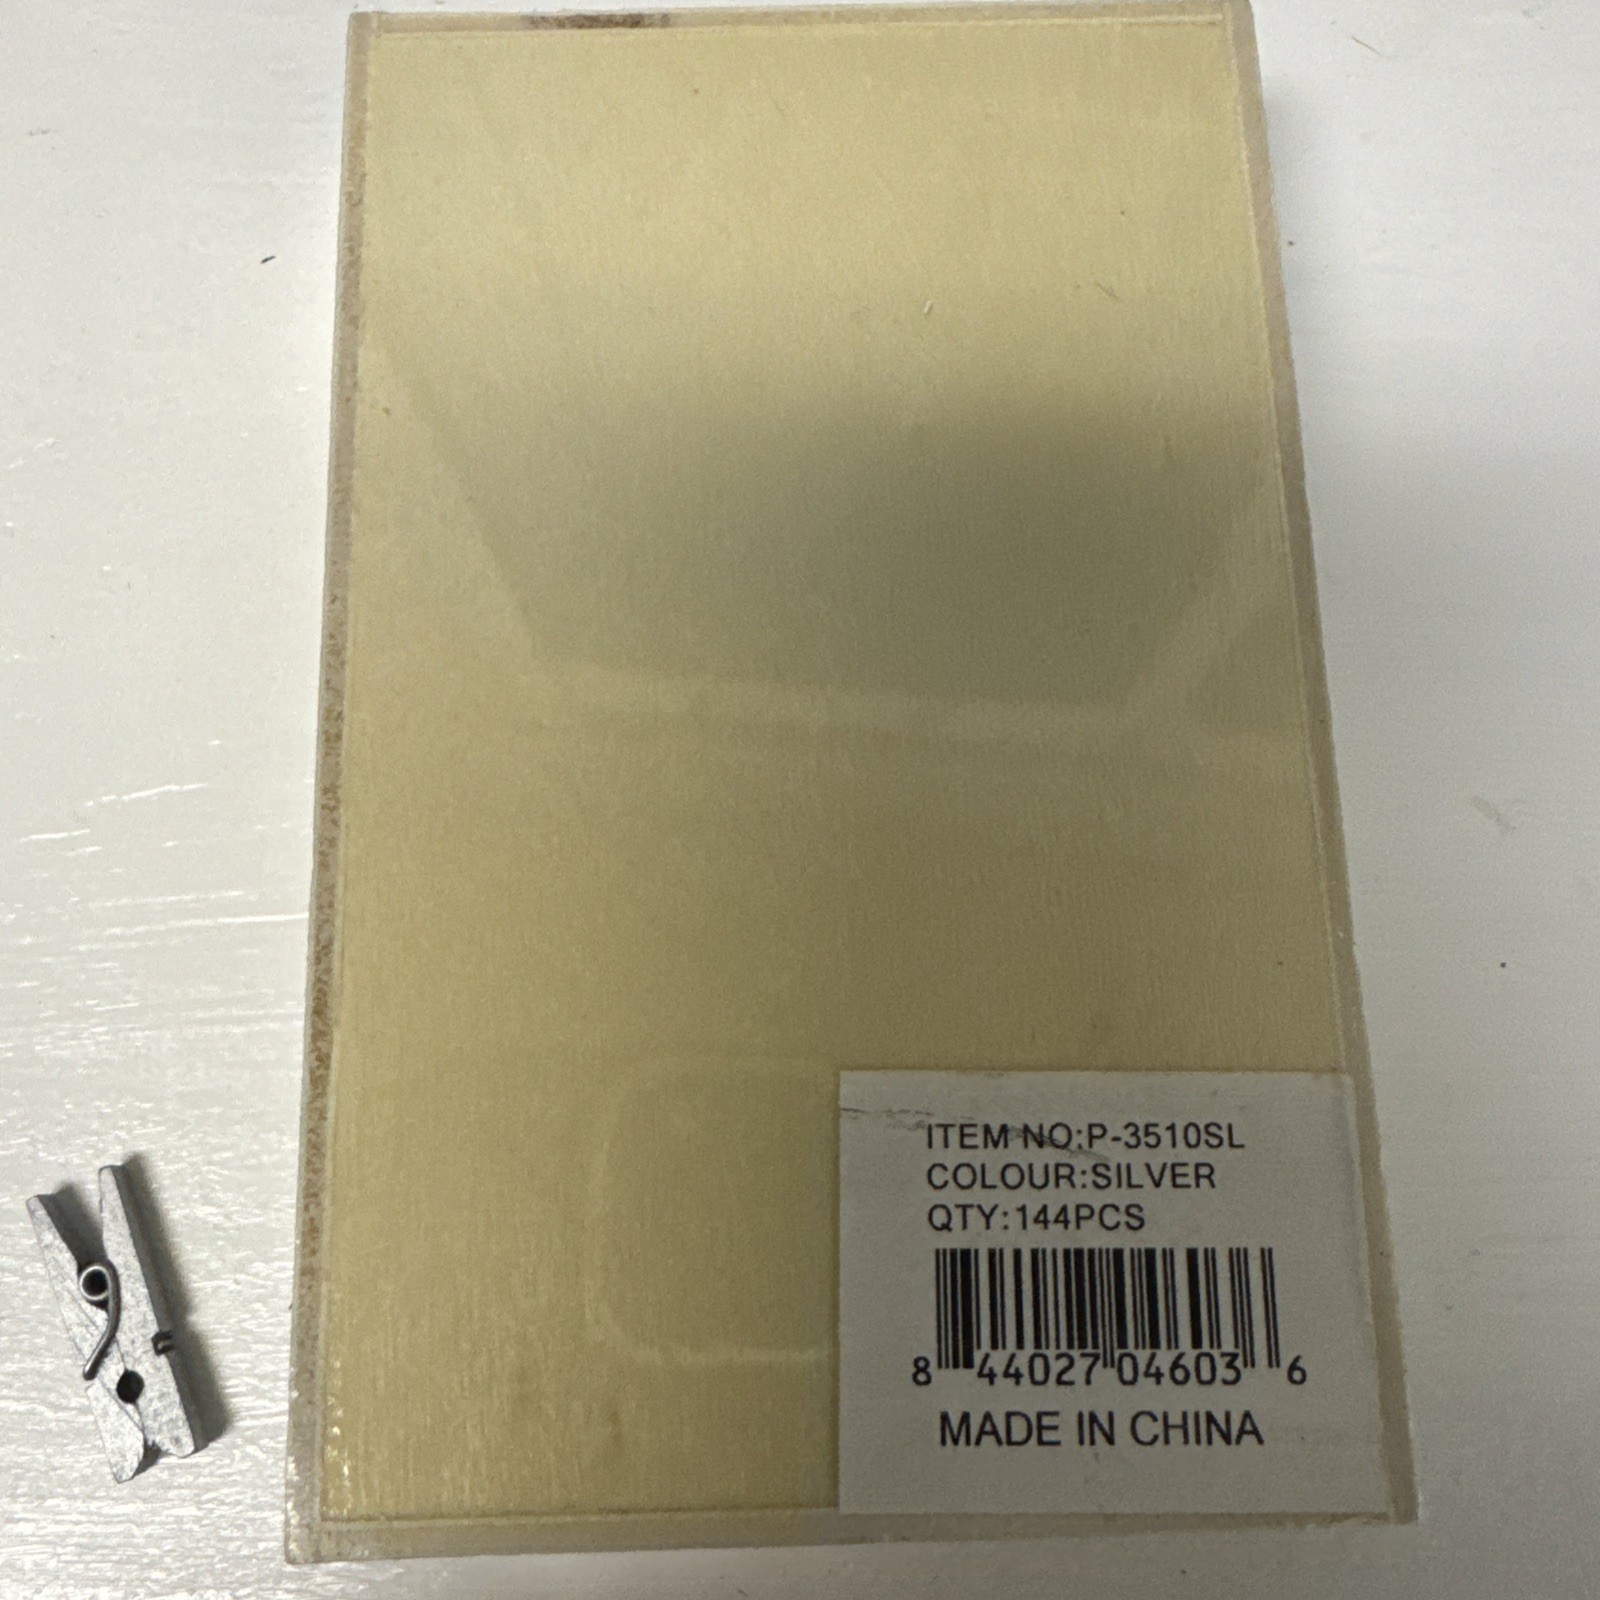 ITEM NO:P-3510SL
COLOUR:SILVER
QTY:144PCS
8 44027 04603 6
MADE IN CHINA